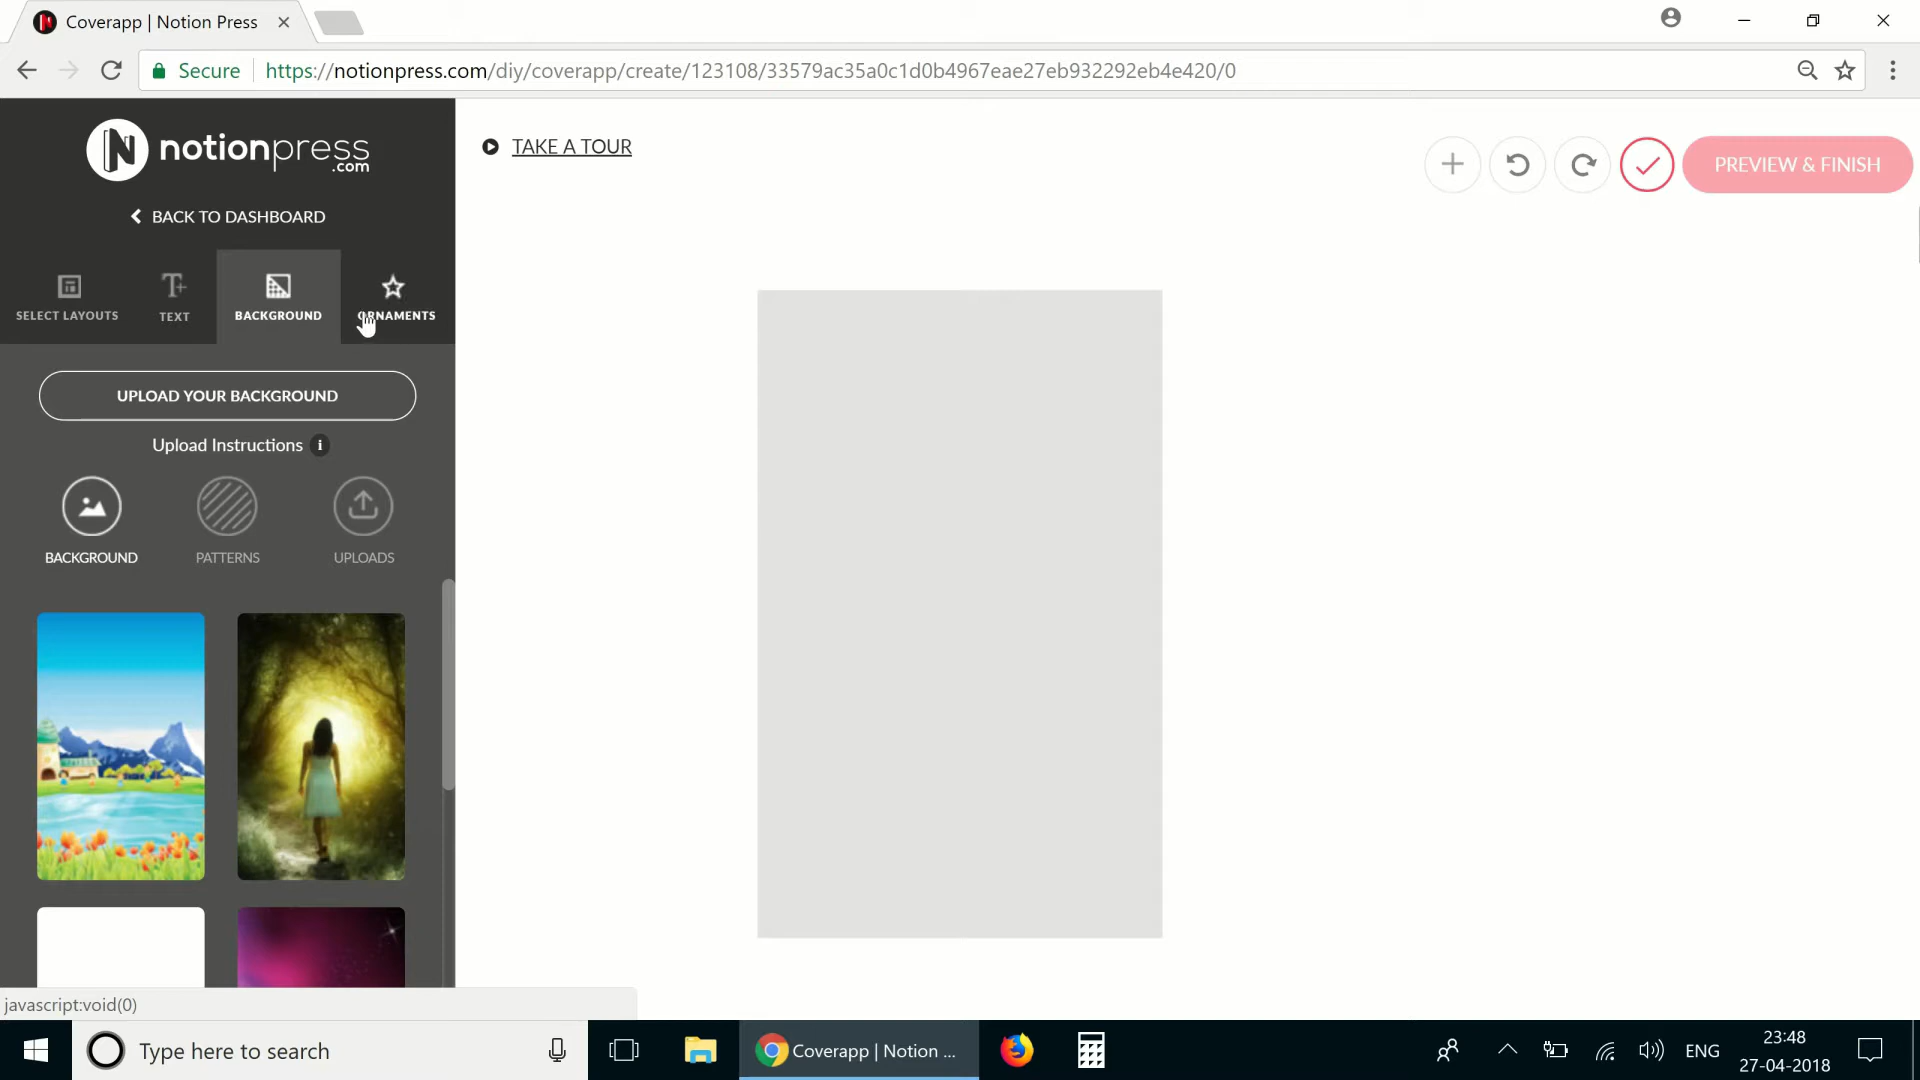 Coverapp | Notion Press
Secure
https://notionpress.com/diy/coverapp/create/123108/33579ac35a0c1d0b4967eae27eb932292eb4e420/0
N notionpress
.com
BACK TO DASHBOARD
TAKE A TOUR
PREVIEW & FINISH
SELECT LAYOUTS
TEXT
BACKGROUND
ORNAMENTS
UPLOAD YOUR BACKGROUND
Upload Instructions i
BACKGROUND
PATTERNS
UPLOADS
javascript:void(0)
Type here to search
Coverapp | Notion ...
ENG
23:48
27-04-2018